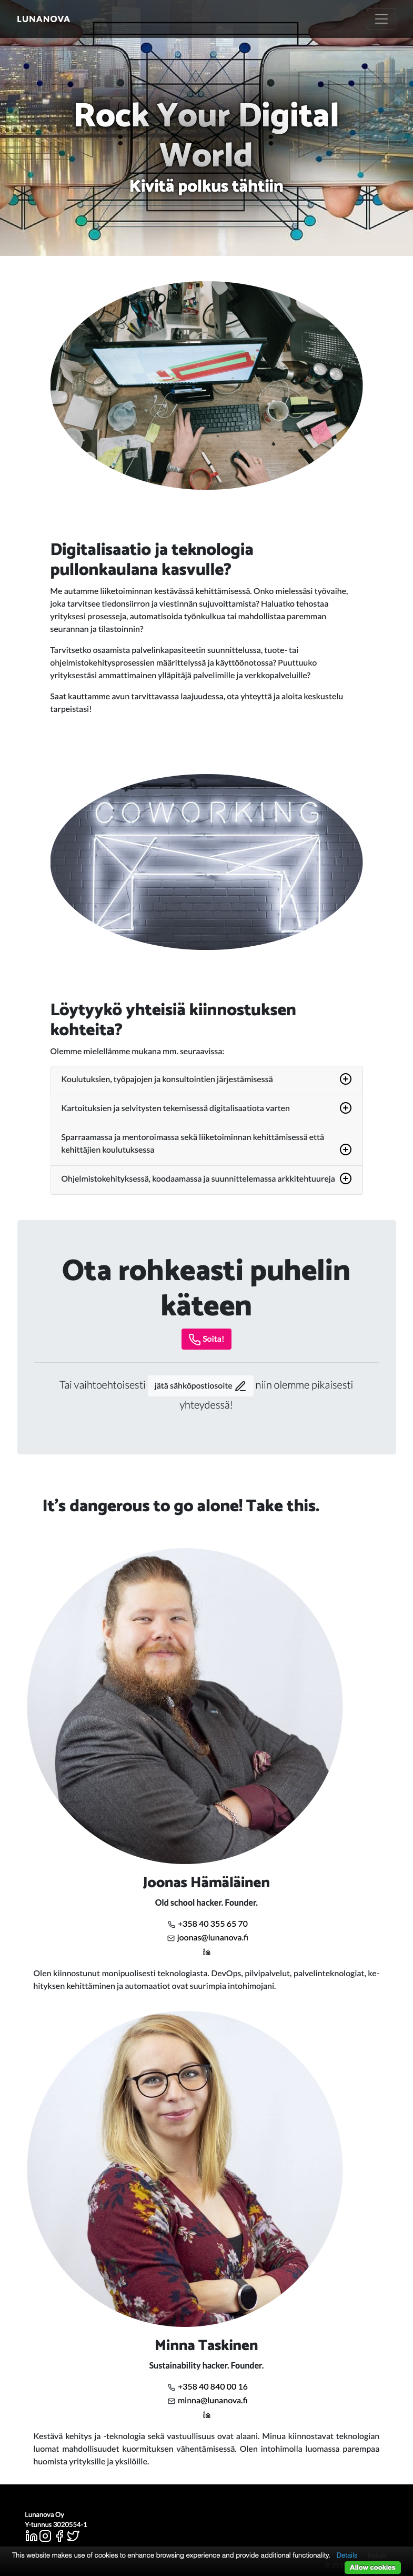 LUNANOVA
Rock Your Digital
World
Kivitä polkus tähtiin
Digitalisaatio ja teknologia
pullonkaulana kasvulle?
Me autamme liiketoiminnan kestävässä kehittämisessä. Onko mielessäsi työvaihe,
joka tarvitsee tiedonsiirron ja viestinnän sujuvoittamista? Haluatko tehostaa
yrityksesi prosesseja, automatisoida työnkulkua tai mahdollistaa paremman
seurannan ja tilastoinnin?
Tarvitsetko osaamista palvelinkapasiteetin suunnittelussa, tuote- tai
ohjelmistokehitysprosessien määrittelyssä ja käyttöönotossa? Puuttuuko
yrityksestäsi ammattimainen ylläpitäjä palvelimille ja verkkopalveluille?
Saat kauttamme avun tarvittavassa laajuudessa, ota yhteyttä ja aloita keskustelu
tarpeistasi!
COWORKING
Löytyykö yhteisiä kiinnostuksen
kohteita?
Olemme mielellämme mukana mm. seuraavissa:
Koulutuksien, työpajojen ja konsultointien järjestämisessä
Kartoituksien ja selvitysten tekemisessä digitalisaatiota varten
Sparraamassa ja mentoroimassa sekä liiketoiminnan kehittämisessä että
kehittäjien koulutuksessa
Ohjelmistokehityksessä, koodaamassa ja suunnittelemassa arkkitehtuureja
Ota rohkeasti puhelin
käteen
Soita!
Tai vaihtoehtoisesti jätä sähköpostiosoite niin olemme pikaisesti
yhteydessä!
It's dangerous to go alone! Take this.
Joonas Hämäläinen
Old school hacker. Founder.
+358 40 355 65 70
joonas@lunanova.fi
Olen kiinnostunut monipuolisesti teknologiasta. DevOps, pilvipalvelut, palvelinteknologiat, ke-
hityksen kehittäminen ja automaatiot ovat suurimpia intohimojani.
Minna Taskinen
Sustainability hacker. Founder.
+358 40 840 00 16
minna@lunanova.fi
Kestävä kehitys ja -teknologia sekä vastuullisuus ovat alaani. Minua kiinnostavat teknologian
luomat mahdollisuudet kuormituksen vähentämisessä. Olen intohimolla luomassa parempaa
huomista yrityksille ja yksilöille.
Lunanova Oy
Y-tunnus 3020554-1
This website makes use of cookies to enhance browsing experience and provide additional functionality. Details
Allow cookies